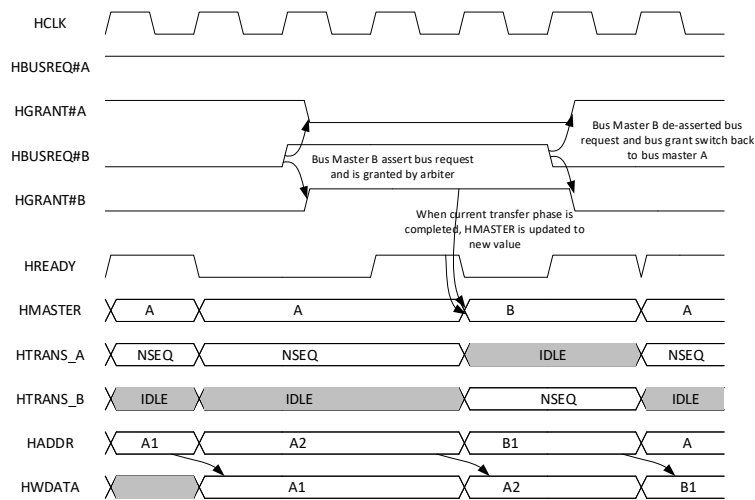 HCLK
HBUSREQ#A
HGRANT#A
HBUSREQ#B
Bus Master B assert bus request
and is granted by arbiter
Bus Master B de-asserted bus
request and bus grant switch back
to bus master A
HGRANT#B
When current transfer phase is
completed, HMASTER is updated to
new value
HREADY
HMASTER A A B A
HTRANS_A NSEQ NSEQ IDLE NSEQ
HTRANS_B IDLE IDLE NSEQ IDLE
HADDR A1 A2 B1 A
HWDATA A1 A2 B1